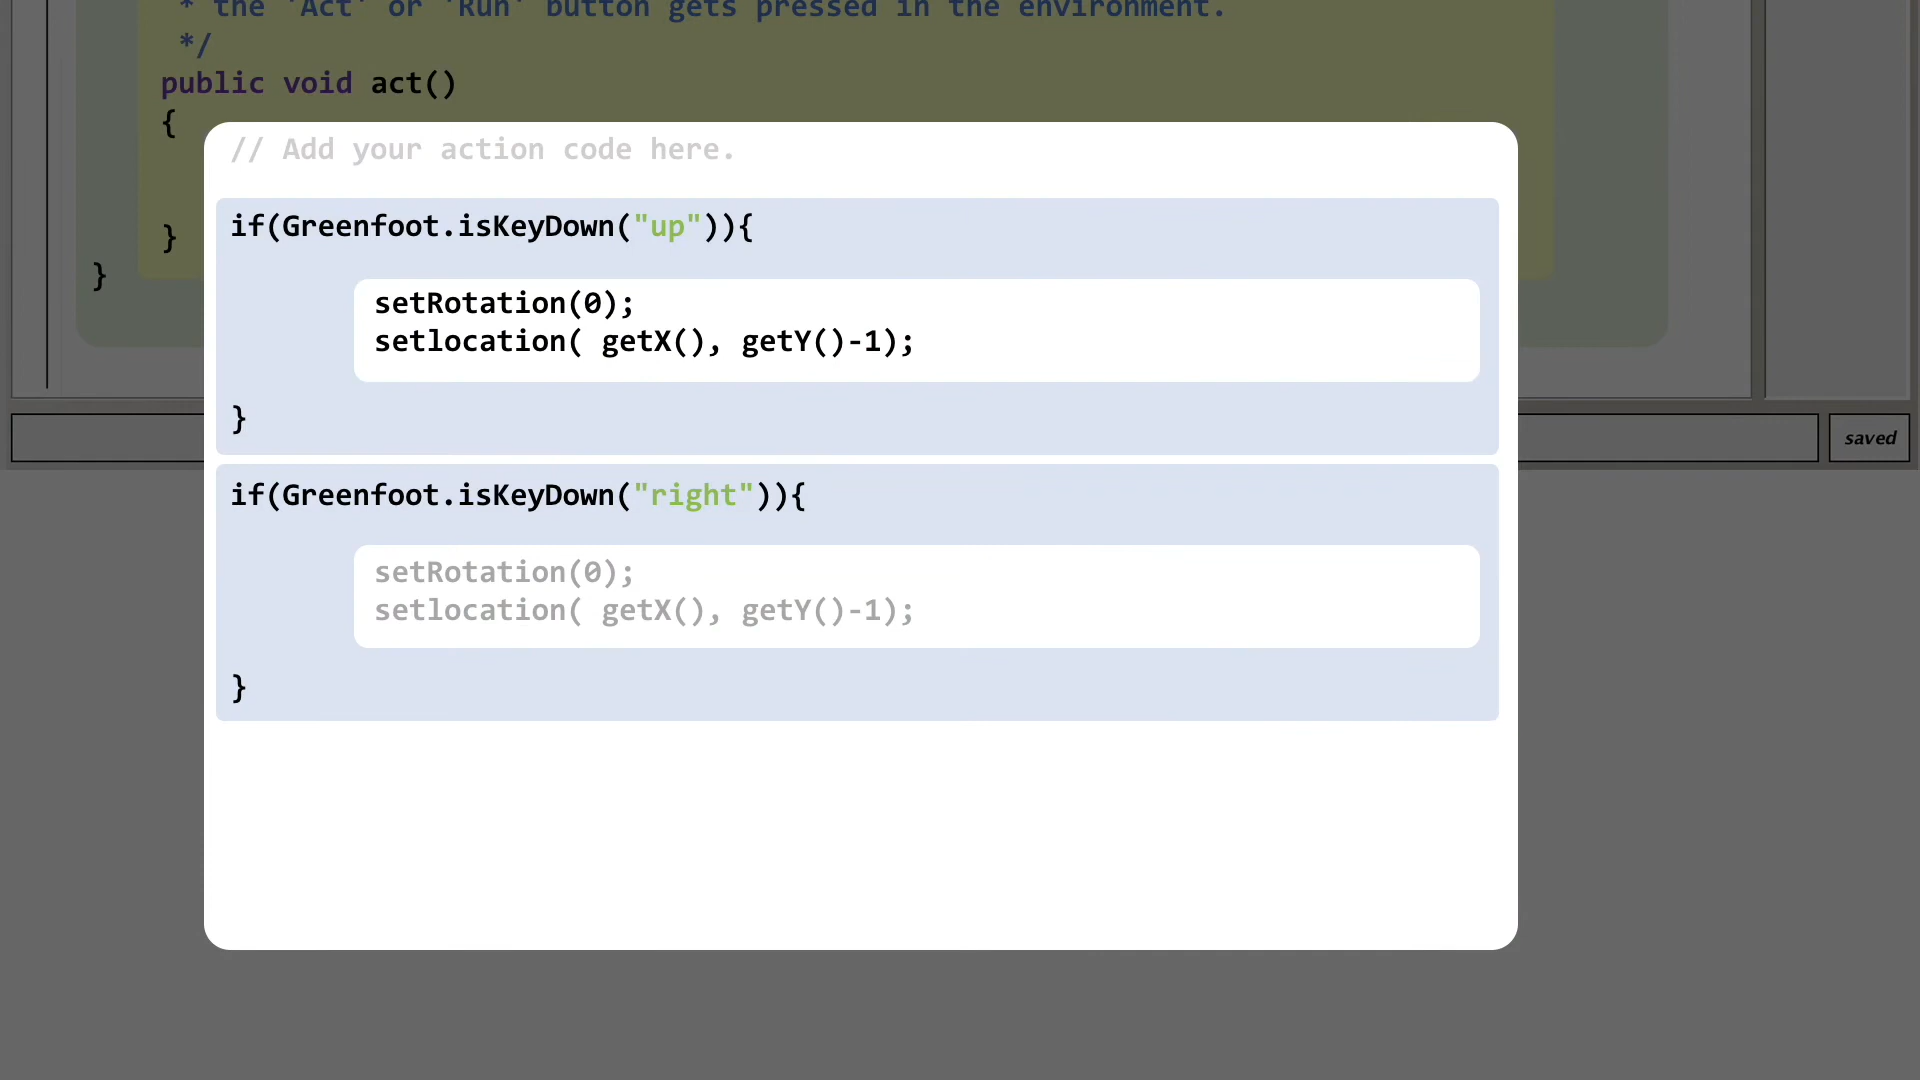 * the 'Act' or 'Run' button gets pressed in the environment.
*/
public void act()
{
// Add your action code here.
if(Greenfoot.isKeyDown("up")){
setRotation(0);
setlocation( getX(), getY()-1);
}
if(Greenfoot.isKeyDown("right")){
setRotation(0);
setlocation( getX(), getY()-1);
}
}
}
saved